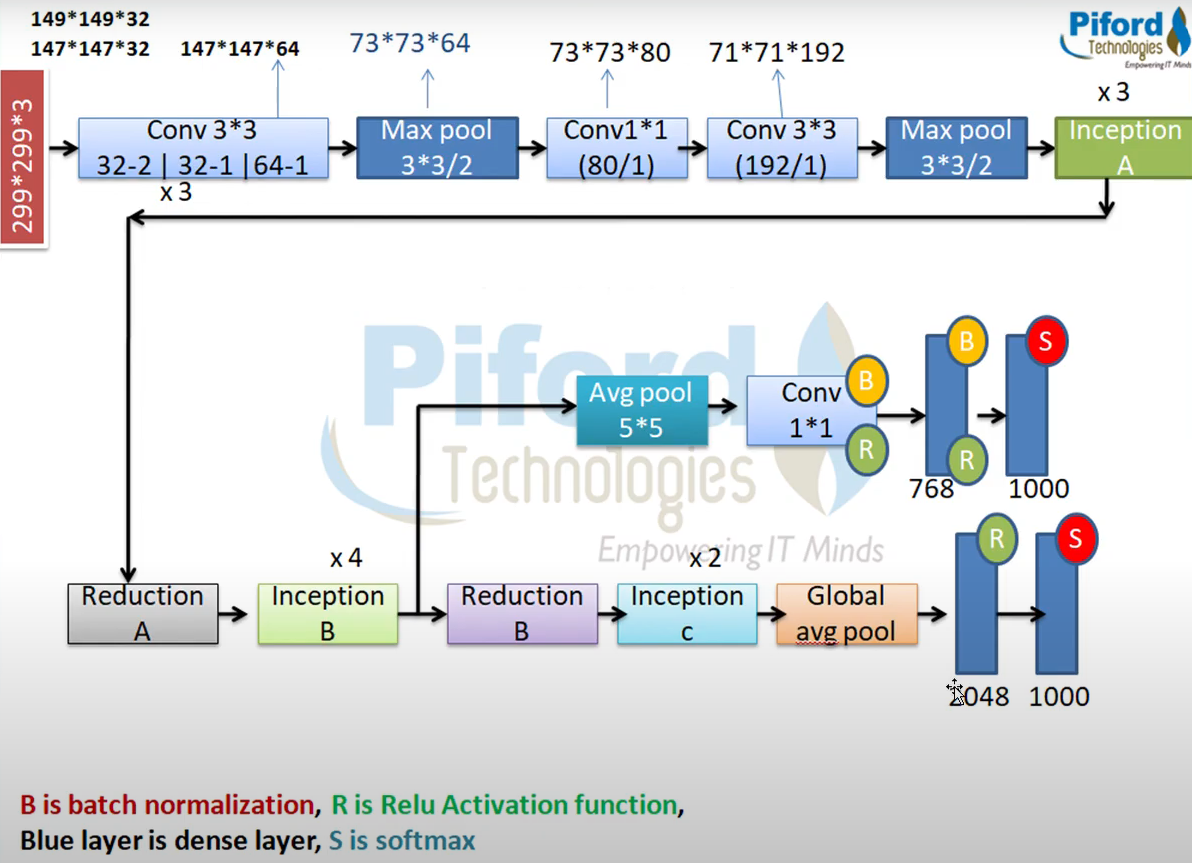 149*149*32
147*147*32
147*147*64
73*73*64
73*73*80
71*71*192
Piford
Technologies
Empowering IT Minds
x 3
299*299*3
Conv 3*3
32-2 | 32-1 |64-1
x 3
Max pool
3*3/2
Conv1*1
(80/1)
Conv 3*3
(192/1)
Max pool
3*3/2
Inception
A
Piford
Technologies
Empowering IT Minds
Avg pool
5*5
Conv
1*1
B
R
B
R
768
S
1000
Reduction
A
x 4
Inception
B
Reduction
B
x 2
Inception
c
Global
avg pool
R
2048
S
1000
B is batch normalization, R is Relu Activation function,
Blue layer is dense layer, S is softmax